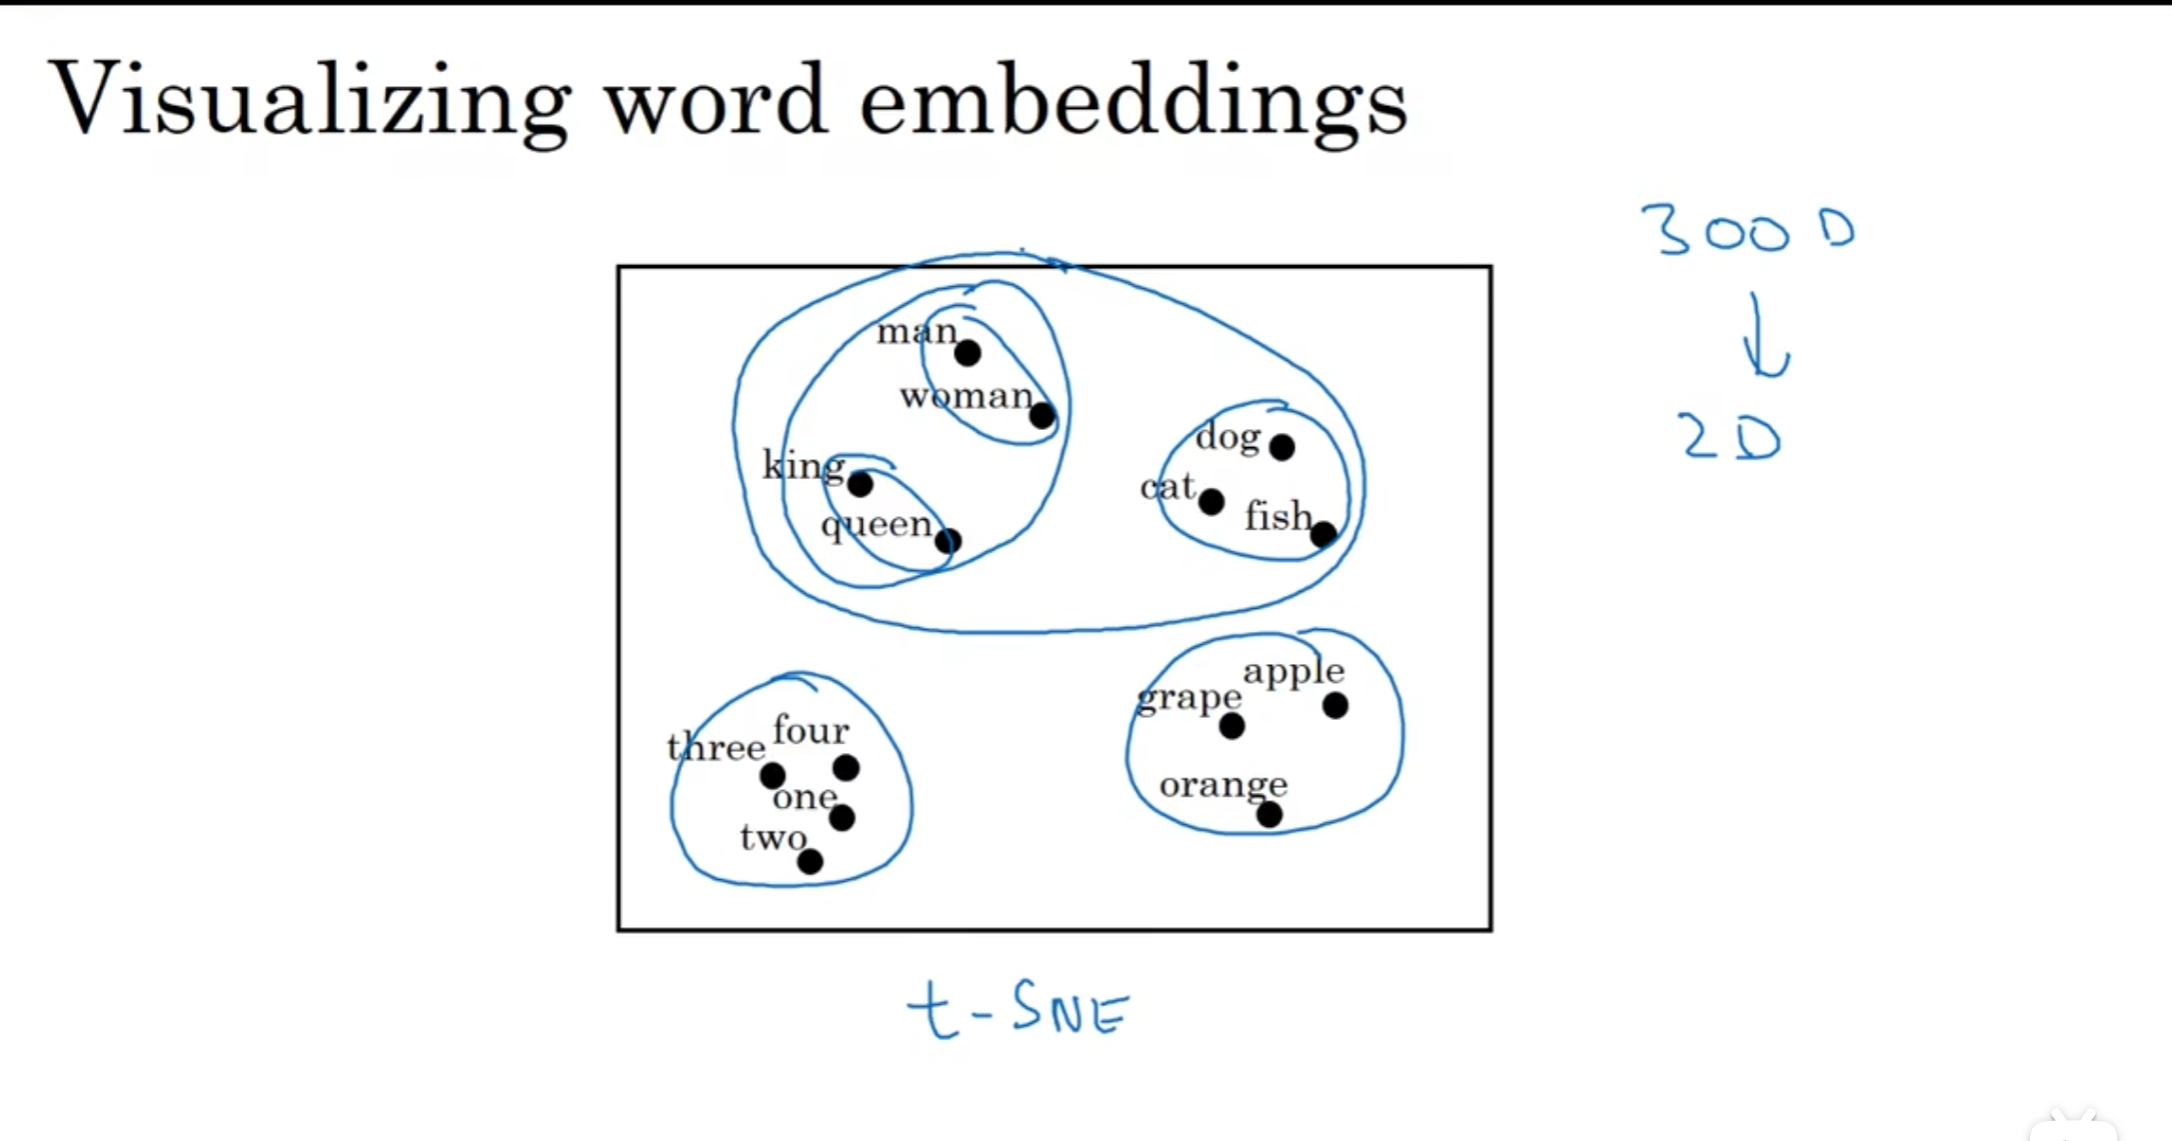 Visualizing word embeddings
300D
2D
man
woman
dog
king
cat
fish
queen
apple
grape
four
three
orange
one
two
t-SNE